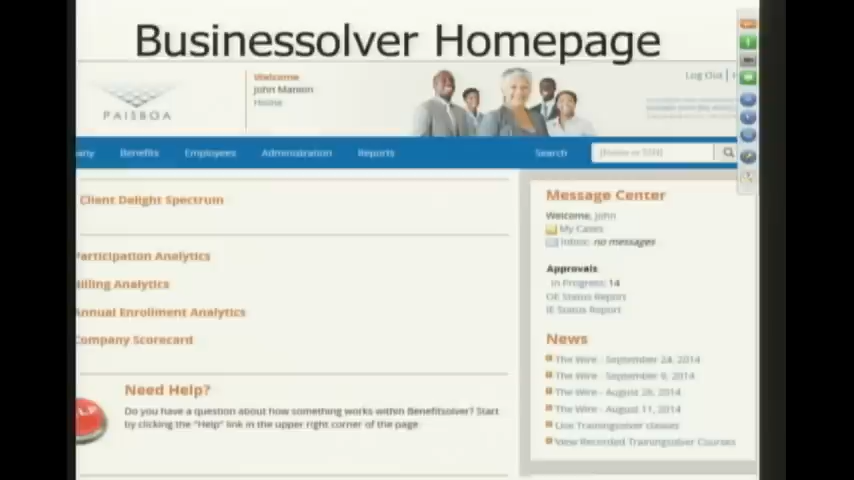 Businessolver Homepage
PAISBOA
Welcome
John Manion
Home
Log Out
any Benefits Employees Administration Reports
Search
Client Delight Spectrum
Participation Analytics
illing Analytics
Annual Enrollment Analytics
Company Scorecard
Need Help?
Do you have a question about how something works within Benefitsolver? Start
by clicking the "Help" link in the upper right corner of the page.
Message Center
Welcome, John
My Cases
Inbox: no messages
Approvals
In Progress: 14
OE Status Report
IE Status Report
News
The Wire - September 24, 2014
The Wire - September 9, 2014
The Wire - August 26, 2014
The Wire - August 11, 2014
Live Trainingsolver classes
View Recorded Trainingsolver Courses